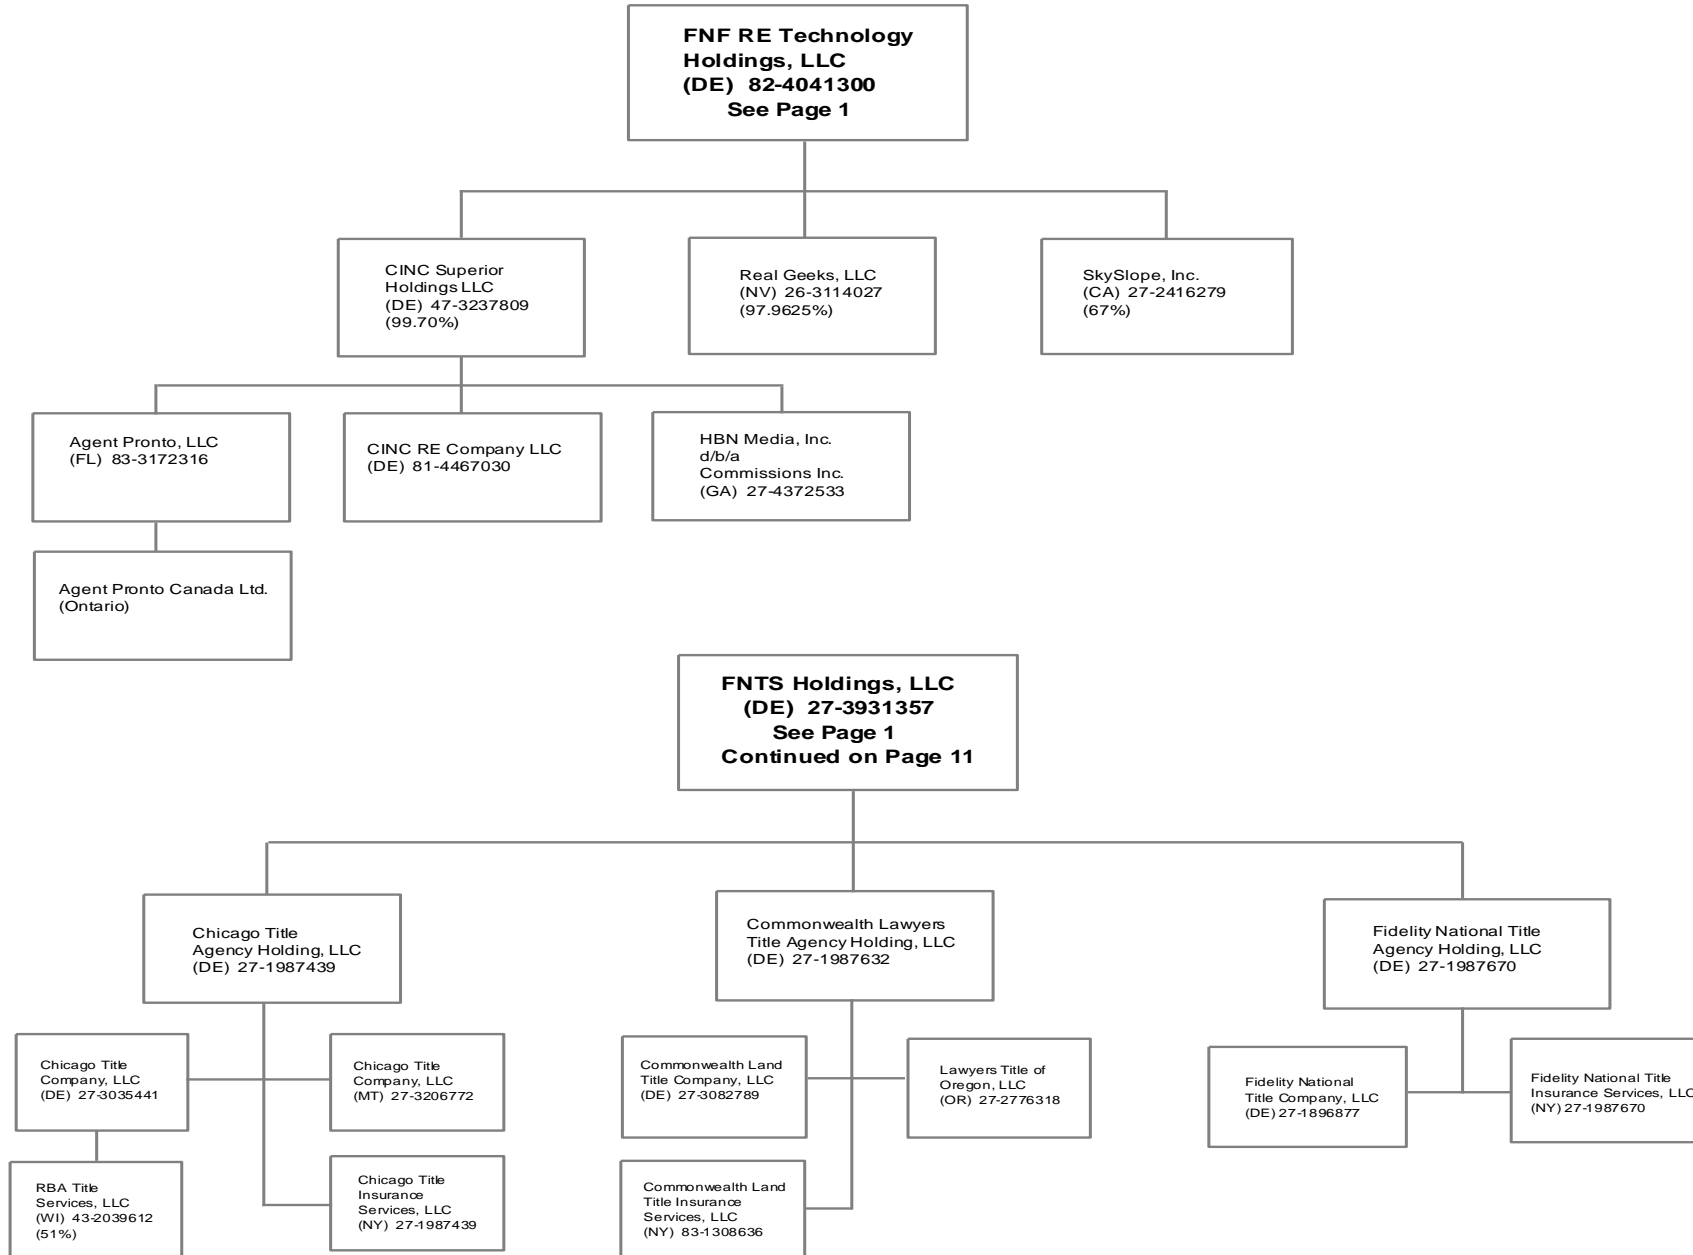 FNF RE Technology
Holdings, LLC
(DE) 82-4041300
See Page 1
CINC Superior
Holdings LLC
(DE) 47-3237809
(99.70%)
Real Geeks, LLC
(NV) 26-3114027
(97.9625%)
SkySlope, Inc.
(CA) 27-2416279
(67%)
Agent Pronto, LLC
(FL) 83-3172316
CINC RE Company LLC
(DE) 81-4467030
HBN Media, Inc.
d/b/a
Commissions Inc.
(GA) 27-4372533
Agent Pronto Canada Ltd.
(Ontario)
FNTS Holdings, LLC
(DE) 27-3931357
See Page 1
Continued on Page 11
Chicago Title
Agency Holding, LLC
(DE) 27-1987439
Commonwealth Lawyers
Title Agency Holding, LLC
(DE) 27-1987632
Fidelity National Title
Agency Holding, LLC
(DE) 27-1987670
Chicago Title
Company, LLC
(DE) 27-3035441
Chicago Title
Company, LLC
(MT) 27-3206772
Commonwealth Land
Title Company, LLC
(DE) 27-3082789
Lawyers Title of
Oregon, LLC
(OR) 27-2776318
Fidelity National
Title Company, LLC
(DE) 27-1896877
Fidelity National Title
Insurance Services, LLC
(NY) 27-1987670
RBA Title
Services, LLC
(WI) 43-2039612
(51%)
Chicago Title
Insurance
Services, LLC
(NY) 27-1987439
Commonwealth Land
Title Insurance
Services, LLC
(NY) 83-1308636